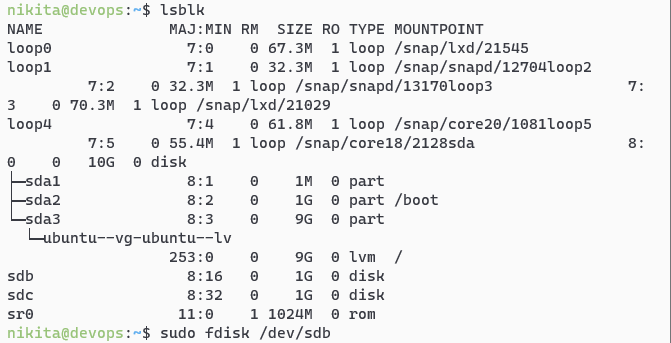 nikita@devops:~$ lsblk
NAME              MAJ:MIN RM  SIZE RO TYPE MOUNTPOINT
loop0               7:0    0 67.3M  1 loop /snap/lxd/21545
loop1               7:1    0 32.3M  1 loop /snap/snapd/12704loop2
         7:2    0 32.3M  1 loop /snap/snapd/13170loop3               7:
3    0 70.3M  1 loop /snap/lxd/21029
loop4               7:4    0 61.8M  1 loop /snap/core20/1081loop5
         7:5    0 55.4M  1 loop /snap/core18/2128sda                 8:
0    0   10G  0 disk
├─sda1              8:1    0    1M  0 part
├─sda2              8:2    0    1G  0 part /boot
└─sda3              8:3    0    9G  0 part
  └─ubuntu--vg-ubuntu--lv
                  253:0    0    9G  0 lvm  /
sdb                 8:16   0    1G  0 disk
sdc                 8:32   0    1G  0 disk
sr0                11:0    1 1024M  0 rom
nikita@devops:~$ sudo fdisk /dev/sdb